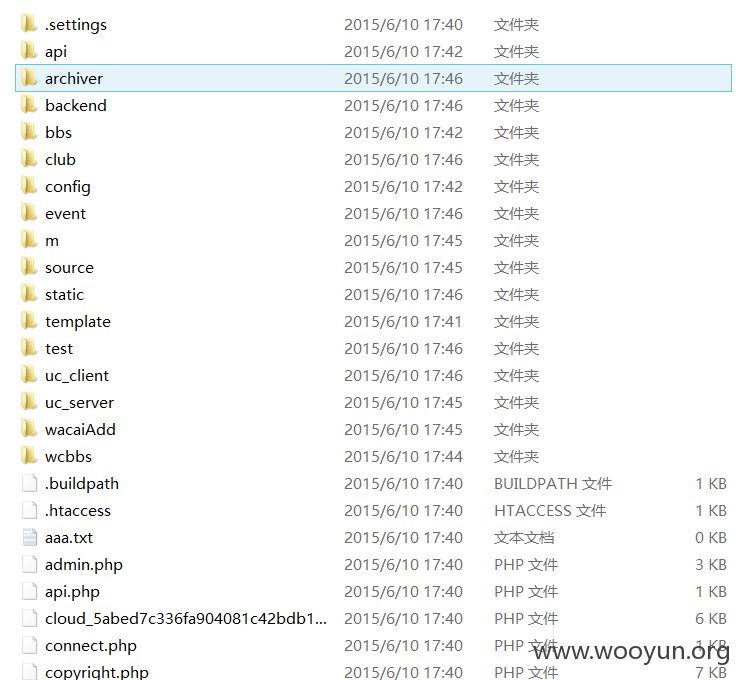 .settings 2015/6/10 17:40 文件夹
api 2015/6/10 17:42 文件夹
archiver 2015/6/10 17:46 文件夹
backend 2015/6/10 17:46 文件夹
bbs 2015/6/10 17:42 文件夹
club 2015/6/10 17:46 文件夹
config 2015/6/10 17:42 文件夹
event 2015/6/10 17:46 文件夹
m 2015/6/10 17:45 文件夹
source 2015/6/10 17:45 文件夹
static 2015/6/10 17:46 文件夹
template 2015/6/10 17:41 文件夹
test 2015/6/10 17:46 文件夹
uc_client 2015/6/10 17:46 文件夹
uc_server 2015/6/10 17:45 文件夹
wacaiAdd 2015/6/10 17:45 文件夹
wcbbs 2015/6/10 17:44 文件夹
.buildpath 2015/6/10 17:40 BUILDPATH 文件 1 KB
.htaccess 2015/6/10 17:40 HTACCESS 文件 1 KB
aaa.txt 2015/6/10 17:40 文本文档 0 KB
admin.php 2015/6/10 17:40 PHP 文件 3 KB
api.php 2015/6/10 17:40 PHP 文件 1 KB
cloud_5abed7c336fa904081c42bdb1... 2015/6/10 17:40 PHP 文件 6 KB
connect.php 2015/6/10 17:40 PHP 文件 1 KB
www.wooyun.org
copyright.php 2015/6/10 17:40 PHP 文件 7 KB